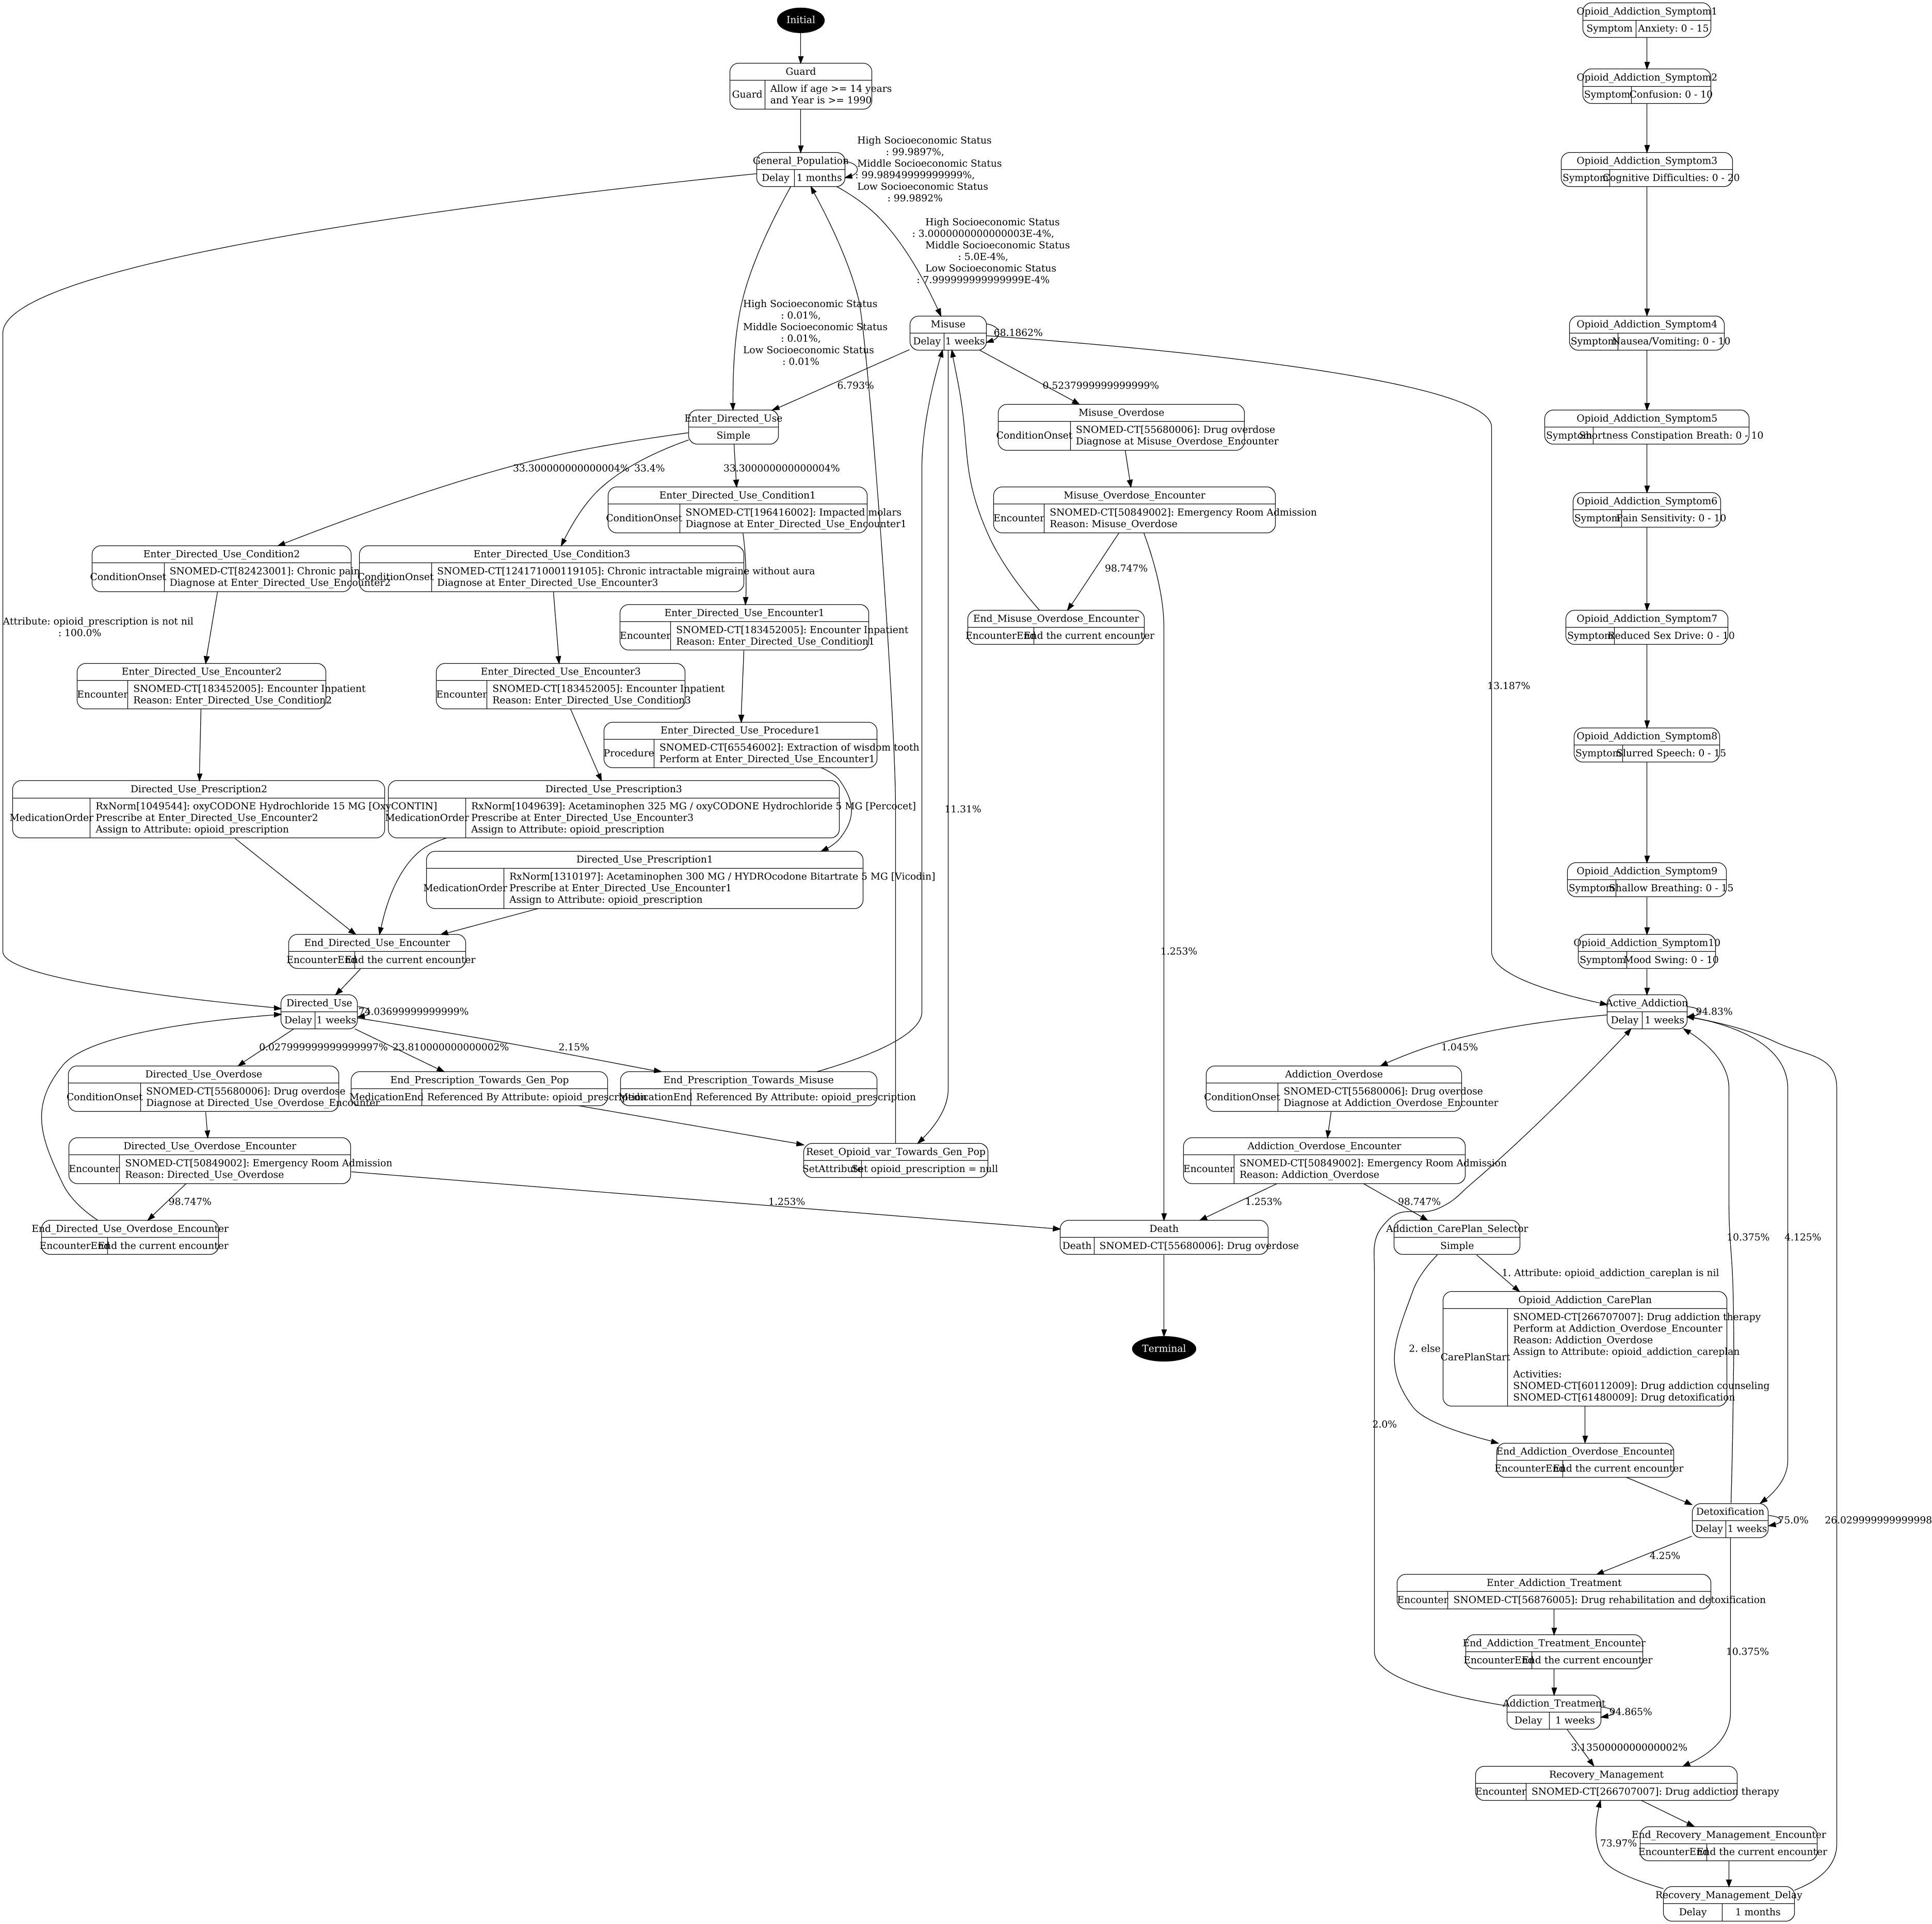 Initial
Opioid_Addiction_Symptom1
Symptom
Anxiety: 0 - 15
Guard
Guard
Allow if age >= 14 years
and Year is >= 1990
Opioid_Addiction_Symptom2
Symptom
Confusion: 0 - 10
General_Population
Delay
1 months
High Socioeconomic Status
: 99.9897%,
Middle Socioeconomic Status
: 99.98949999999999%,
Low Socioeconomic Status
: 99.9892%
Opioid_Addiction_Symptom3
Symptom
Cognitive Difficulties: 0 - 20
High Socioeconomic Status
: 3.0000000000000003E-4%,
Middle Socioeconomic Status
: 5.0E-4%,
Low Socioeconomic Status
: 7.999999999999999E-4%
High Socioeconomic Status
: 0.01%,
Middle Socioeconomic Status
: 0.01%,
Low Socioeconomic Status
: 0.01%
Misuse
Delay
1 weeks
68.1862%
Opioid_Addiction_Symptom4
Symptom
Nausea/Vomiting: 0 - 10
6.793%
0.5237999999999999%
Enter_Directed_Use
Simple
Misuse_Overdose
ConditionOnset
SNOMED-CT[55680006]: Drug overdose
Diagnose at Misuse_Overdose_Encounter
Opioid_Addiction_Symptom5
Symptom
Shortness Constipation Breath: 0 - 10
33.300000000000004%
33.4%
33.300000000000004%
Enter_Directed_Use_Condition1
ConditionOnset
SNOMED-CT[196416002]: Impacted molars
Diagnose at Enter_Directed_Use_Encounter1
Misuse_Overdose_Encounter
Encounter
SNOMED-CT[50849002]: Emergency Room Admission
Reason: Misuse_Overdose
Opioid_Addiction_Symptom6
Symptom
Pain Sensitivity: 0 - 10
Enter_Directed_Use_Condition2
ConditionOnset
SNOMED-CT[82423001]: Chronic pain
Diagnose at Enter_Directed_Use_Encounter2
Enter_Directed_Use_Condition3
ConditionOnset
SNOMED-CT[124171000119105]: Chronic intractable migraine without aura
Diagnose at Enter_Directed_Use_Encounter3
98.747%
Attribute: opioid_prescription is not nil
: 100.0%
Enter_Directed_Use_Encounter1
Encounter
SNOMED-CT[183452005]: Encounter Inpatient
Reason: Enter_Directed_Use_Condition1
End_Misuse_Overdose_Encounter
EncounterEnd
End the current encounter
Opioid_Addiction_Symptom7
Symptom
Reduced Sex Drive: 0 - 10
Enter_Directed_Use_Encounter2
Encounter
SNOMED-CT[183452005]: Encounter Inpatient
Reason: Enter_Directed_Use_Condition2
Enter_Directed_Use_Encounter3
Encounter
SNOMED-CT[183452005]: Encounter Inpatient
Reason: Enter_Directed_Use_Condition3
13.187%
Enter_Directed_Use_Procedure1
Procedure
SNOMED-CT[65546002]: Extraction of wisdom tooth
Perform at Enter_Directed_Use_Encounter1
Opioid_Addiction_Symptom8
Symptom
Slurred Speech: 0 - 15
Directed_Use_Prescription2
MedicationOrder
RxNorm[1049544]: oxyCODONE Hydrochloride 15 MG [OxyCONTIN]
Prescribe at Enter_Directed_Use_Encounter2
Assign to Attribute: opioid_prescription
Directed_Use_Prescription3
MedicationOrder
RxNorm[1049639]: Acetaminophen 325 MG / oxyCODONE Hydrochloride 5 MG [Percocet]
Prescribe at Enter_Directed_Use_Encounter3
Assign to Attribute: opioid_prescription
11.31%
Directed_Use_Prescription1
MedicationOrder
RxNorm[1310197]: Acetaminophen 300 MG / HYDROcodone Bitartrate 5 MG [Vicodin]
Prescribe at Enter_Directed_Use_Encounter1
Assign to Attribute: opioid_prescription
Opioid_Addiction_Symptom9
Symptom
Shallow Breathing: 0 - 15
End_Directed_Use_Encounter
EncounterEnd
End the current encounter
1.253%
Opioid_Addiction_Symptom10
Symptom
Mood Swing: 0 - 10
Directed_Use
Delay
1 weeks
74.03699999999999%
Active_Addiction
Delay
1 weeks
94.83%
0.027999999999999997%
23.810000000000002%
2.15%
1.045%
Directed_Use_Overdose
ConditionOnset
SNOMED-CT[55680006]: Drug overdose
Diagnose at Directed_Use_Overdose_Encounter
End_Prescription_Towards_Gen_Pop
MedicationEnd
Referenced By Attribute: opioid_prescription
End_Prescription_Towards_Misuse
MedicationEnd
Referenced By Attribute: opioid_prescription
Addiction_Overdose
ConditionOnset
SNOMED-CT[55680006]: Drug overdose
Diagnose at Addiction_Overdose_Encounter
Directed_Use_Overdose_Encounter
Encounter
SNOMED-CT[50849002]: Emergency Room Admission
Reason: Directed_Use_Overdose
Reset_Opioid_var_Towards_Gen_Pop
SetAttribute
Set opioid_prescription = null
Addiction_Overdose_Encounter
Encounter
SNOMED-CT[50849002]: Emergency Room Admission
Reason: Addiction_Overdose
98.747%
1.253%
1.253%
98.747%
End_Directed_Use_Overdose_Encounter
EncounterEnd
End the current encounter
Death
Death
SNOMED-CT[55680006]: Drug overdose
Addiction_CarePlan_Selector
Simple
10.375%
4.125%
1. Attribute: opioid_addiction_careplan is nil
Opioid_Addiction_CarePlan
CarePlanStart
SNOMED-CT[266707007]: Drug addiction therapy
Perform at Addiction_Overdose_Encounter
Reason: Addiction_Overdose
Assign to Attribute: opioid_addiction_careplan
Activities:
SNOMED-CT[60112009]: Drug addiction counseling
SNOMED-CT[61480009]: Drug detoxification
2. else
Terminal
2.0%
End_Addiction_Overdose_Encounter
EncounterEnd
End the current encounter
Detoxification
Delay
1 weeks
75.0%
26.029999999999998
4.25%
Enter_Addiction_Treatment
Encounter
SNOMED-CT[56876005]: Drug rehabilitation and detoxification
End_Addiction_Treatment_Encounter
EncounterEnd
End the current encounter
10.375%
Addiction_Treatment
Delay
1 weeks
94.865%
3.1350000000000002%
Recovery_Management
Encounter
SNOMED-CT[266707007]: Drug addiction therapy
End_Recovery_Management_Encounter
EncounterEnd
End the current encounter
73.97%
Recovery_Management_Delay
Delay
1 months